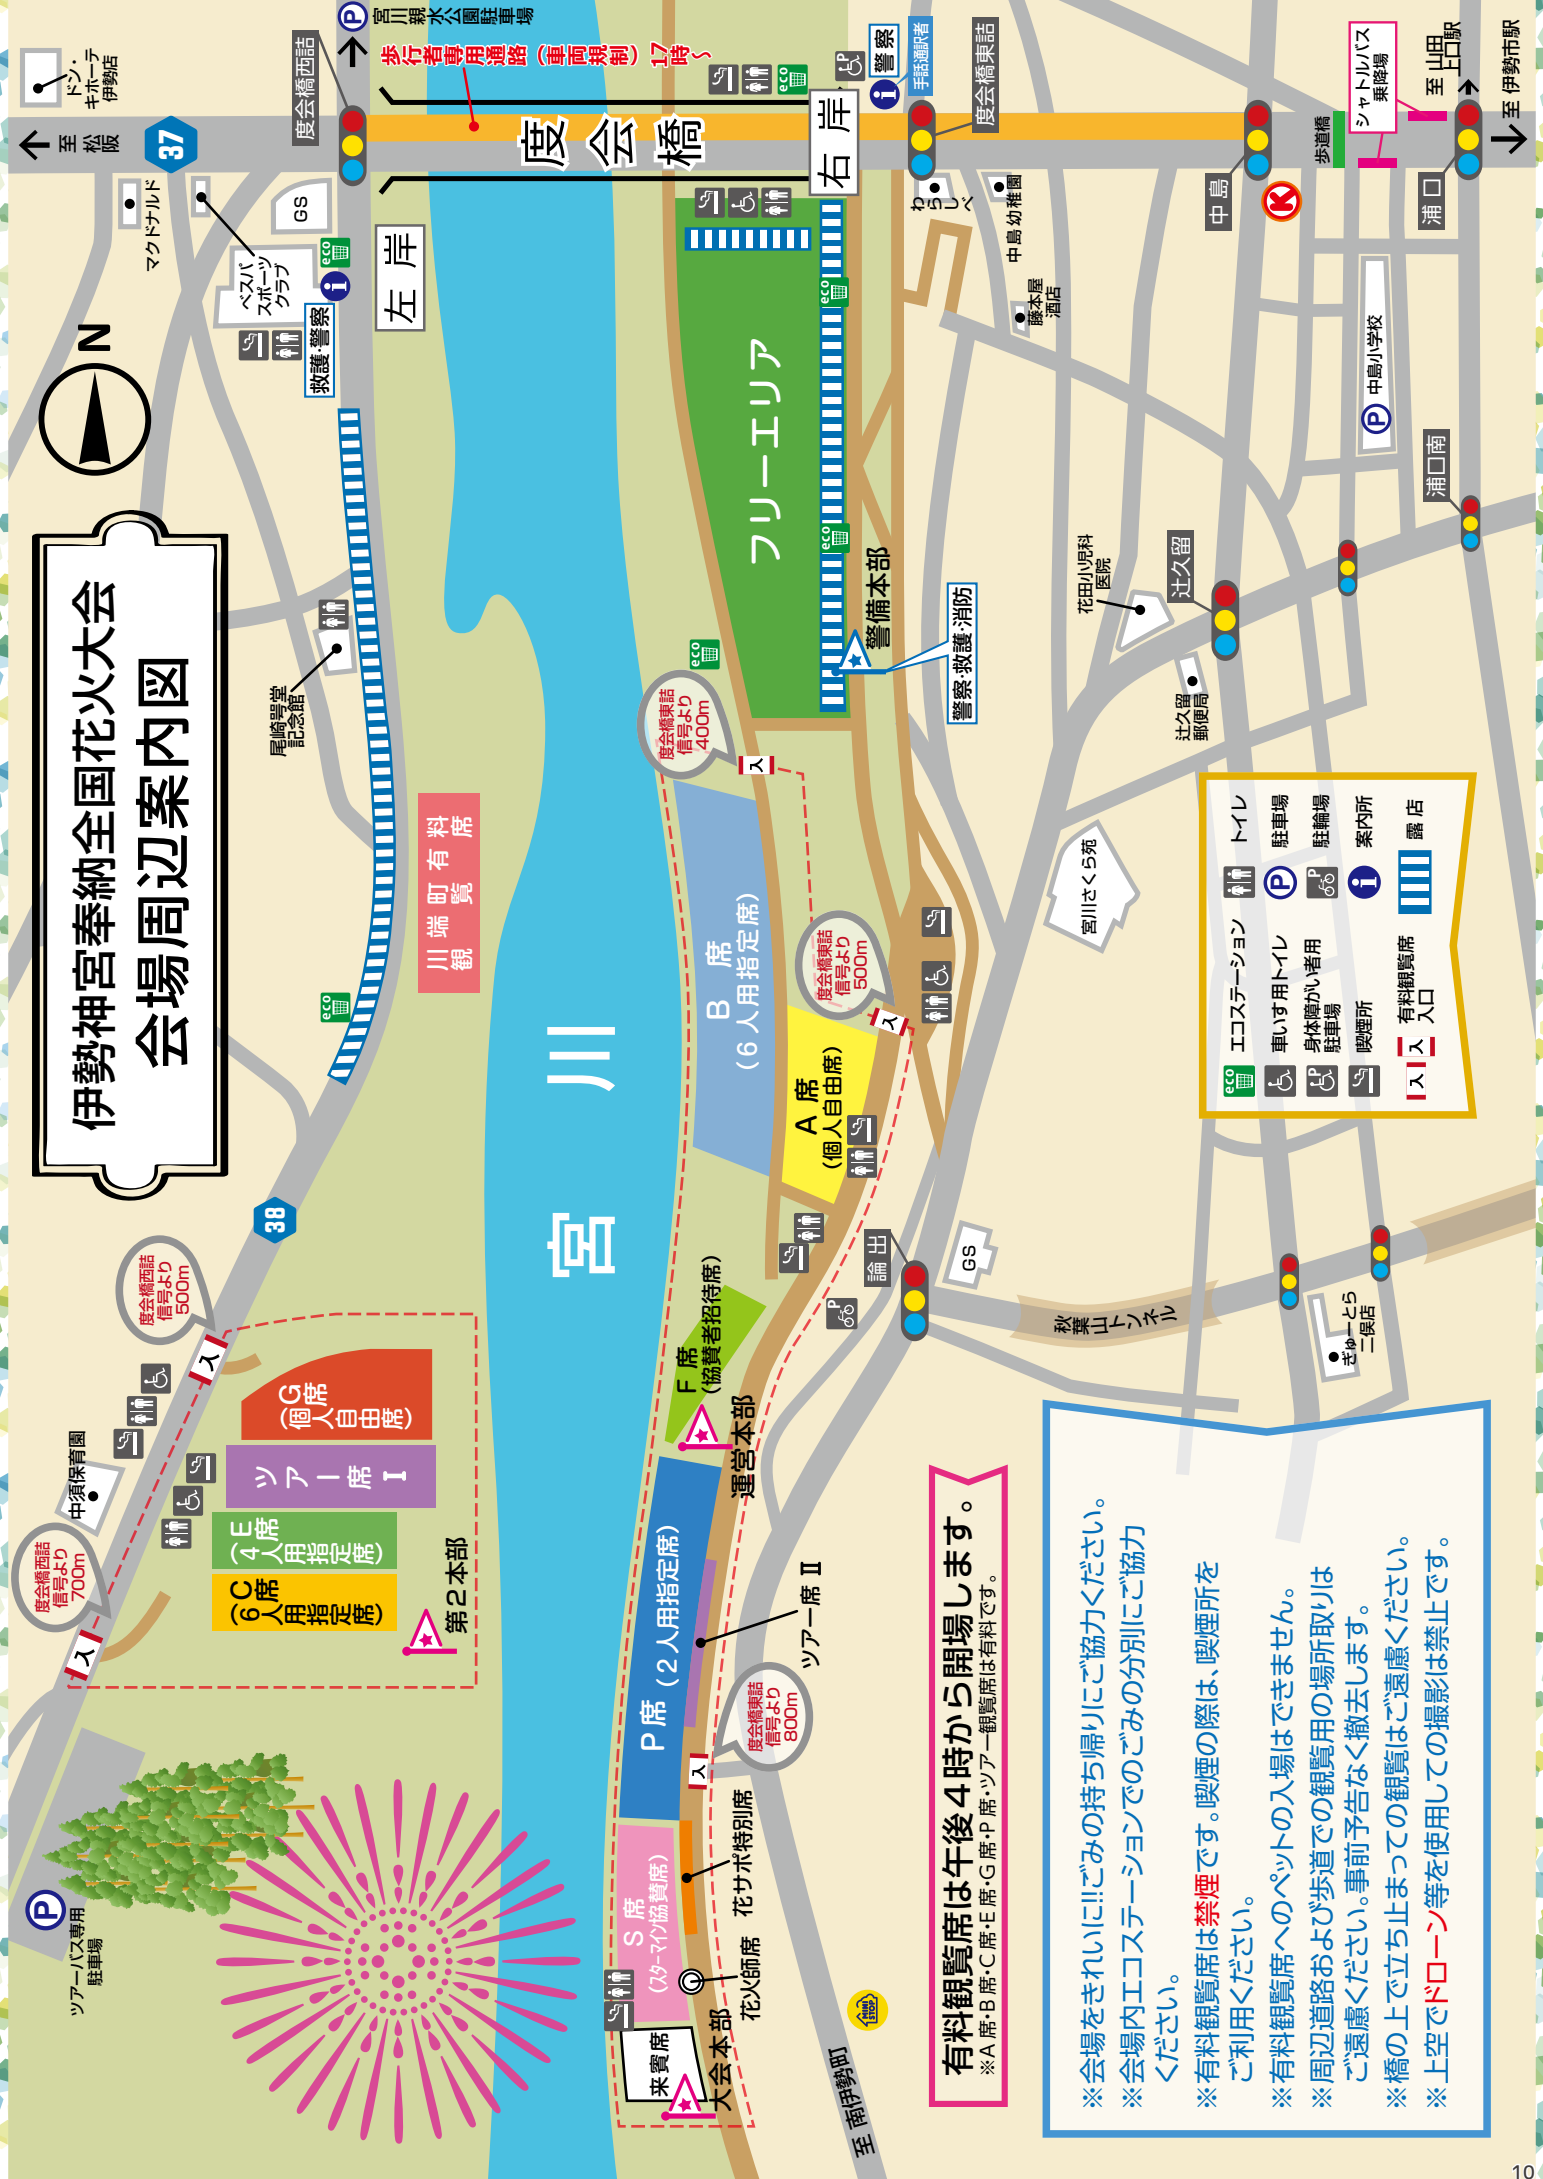 伊勢神宮奉納全国花火大会
会場周辺案内図
N
至 松阪
37
ドン・
キホーテ
伊勢店
マクドナルド
ベスパ
スポーツ
クラブ
GS
eco
救護・警察
度会橋西詰
P
宮川親水公園駐車場
歩行者専用通路（車両規制）17時～
度会橋
左岸
右岸
eco
警察
手話通訳者
度会橋東詰
わらしべ
中島幼稚園
藤本屋
酒店
中島
K
歩道橋
シャトルバス
乗降場
至 山田
上口駅
至 伊勢市駅
浦口
P
中島小学校
浦口南
辻久留
花田小児科
医院
辻久留
郵便局
宮川さくら苑
尾崎咢堂
記念館
eco
川端町有料
観覧席
フリーエリア
eco
eco
eco
警備本部
警察・救護・消防
度会橋東詰
信号より
400m
入
B 席
（6人用指定席）
度会橋東詰
信号より
500m
入
A 席
（個人自由席）
宮川
38
度会橋西詰
信号より
500m
入
G席
（個人自由席）
ツアー席 I
E席
（4人用指定席）
C席
（6人用指定席）
中須保育園
度会橋西詰
信号より
700m
入
第2本部
F 席
（協賛者招待席）
運営本部
P席（2人用指定席）
ツアー席 II
度会橋東詰
信号より
800m
入
S 席
（スターマイン協賛席）
花サポ特別席
花火師席
来賓席
大会本部
P
ツアーバス専用
駐車場
論出
GS
秋葉山トンネル
ぎゅーとら
二俣店
MINI
STOP
至 南伊勢町
eco
エコステーション
トイレ
車いす用トイレ
P
駐車場
身体障がい者用
駐車場
駐輪場
喫煙所
案内所
入
入
有料観覧席
入口
露店
有料観覧席は午後4時から開場します。
※A席・B席・C席・E席・G席・P席・ツアー観覧席は有料です。
※会場をきれいに!!ごみの持ち帰りにご協力ください。
※会場内エコステーションでのごみの分別にご協力
ください。
※有料観覧席は禁煙です。喫煙の際は、喫煙所を
ご利用ください。
※有料観覧席へのペットの入場はできません。
※周辺道路および歩道での観覧用の場所取りは
ご遠慮ください。事前予告なく撤去します。
※橋の上で立ち止まっての観覧はご遠慮ください。
※上空でドローン等を使用しての撮影は禁止です。
10